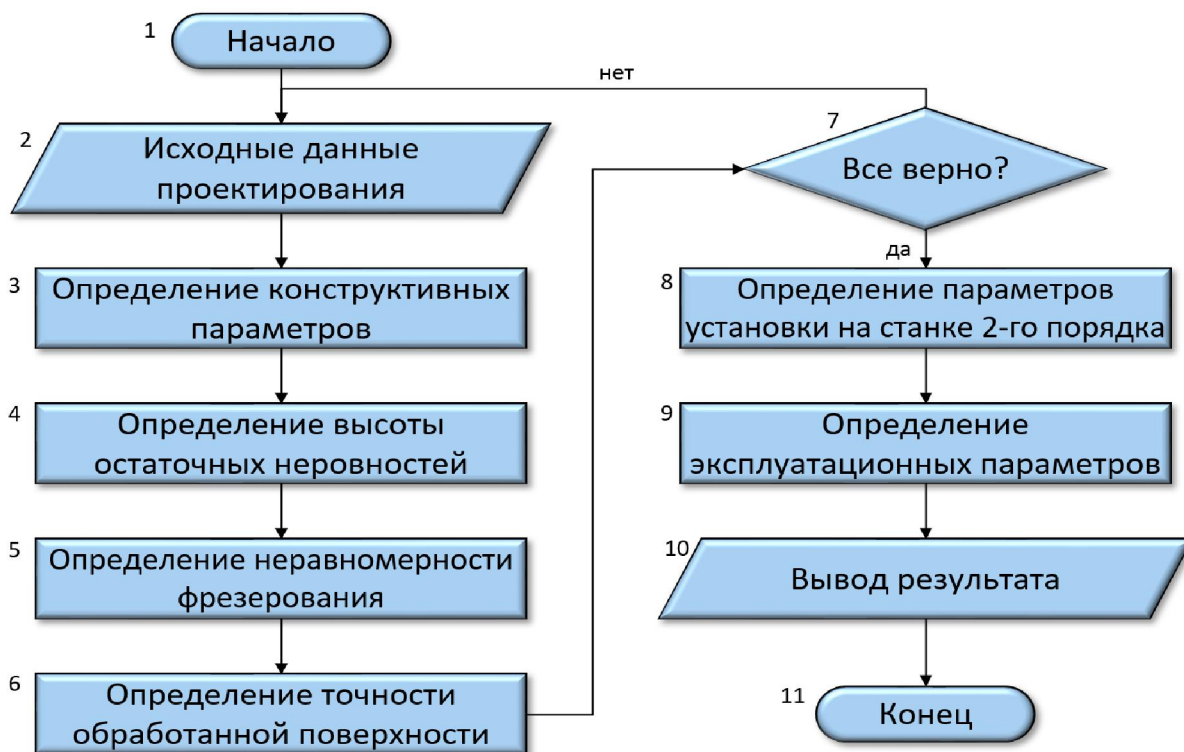 1
Начало
2
Исходные данные
проектирования
3
Определение конструктивных
параметров
4
Определение высоты
остаточных неровностей
5
Определение неравномерности
фрезерования
6
Определение точности
обработанной поверхности
нет
7
Все верно?
да
8
Определение параметров
установки на станке 2-го порядка
9
Определение
эксплуатационных параметров
10
Вывод результата
11
Конец